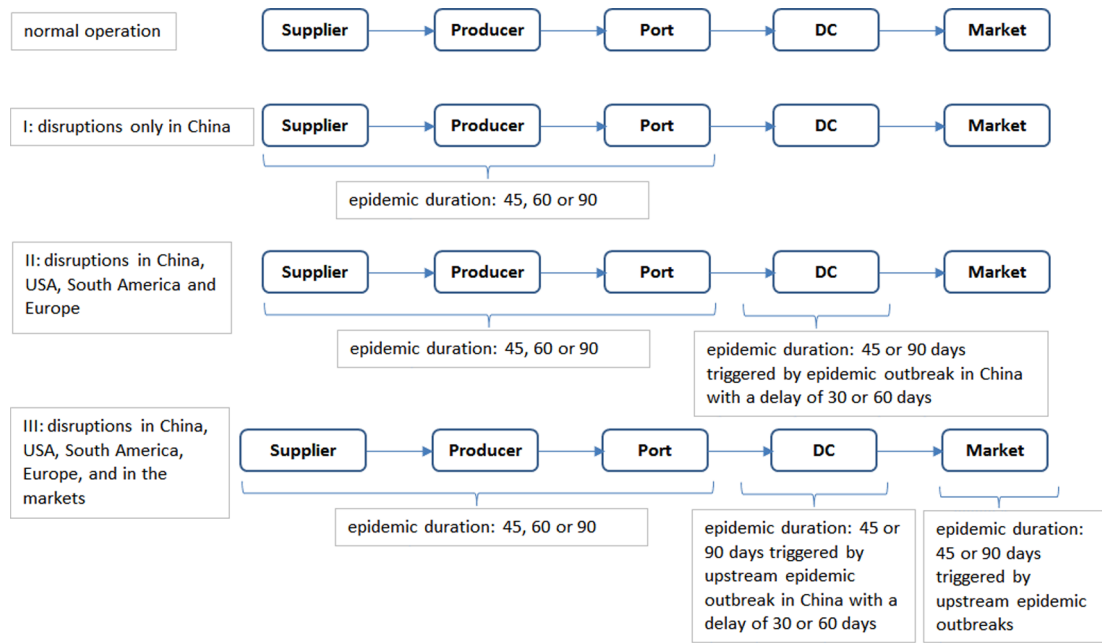 normal operation
Supplier
Producer
Port
DC
Market
I: disruptions only in China
Supplier
Producer
Port
DC
Market
epidemic duration: 45, 60 or 90
II: disruptions in China,
USA, South America and
Europe
Supplier
Producer
Port
DC
Market
epidemic duration: 45, 60 or 90
epidemic duration: 45 or 90 days
triggered by epidemic outbreak in China
with a delay of 30 or 60 days
III: disruptions in China,
USA, South America,
Europe, and in the
markets
Supplier
Producer
Port
DC
Market
epidemic duration: 45, 60 or 90
epidemic duration: 45 or
90 days triggered by
upstream epidemic
outbreak in China with a
delay of 30 or 60 days
epidemic duration:
45 or 90 days
triggered by
upstream epidemic
outbreaks